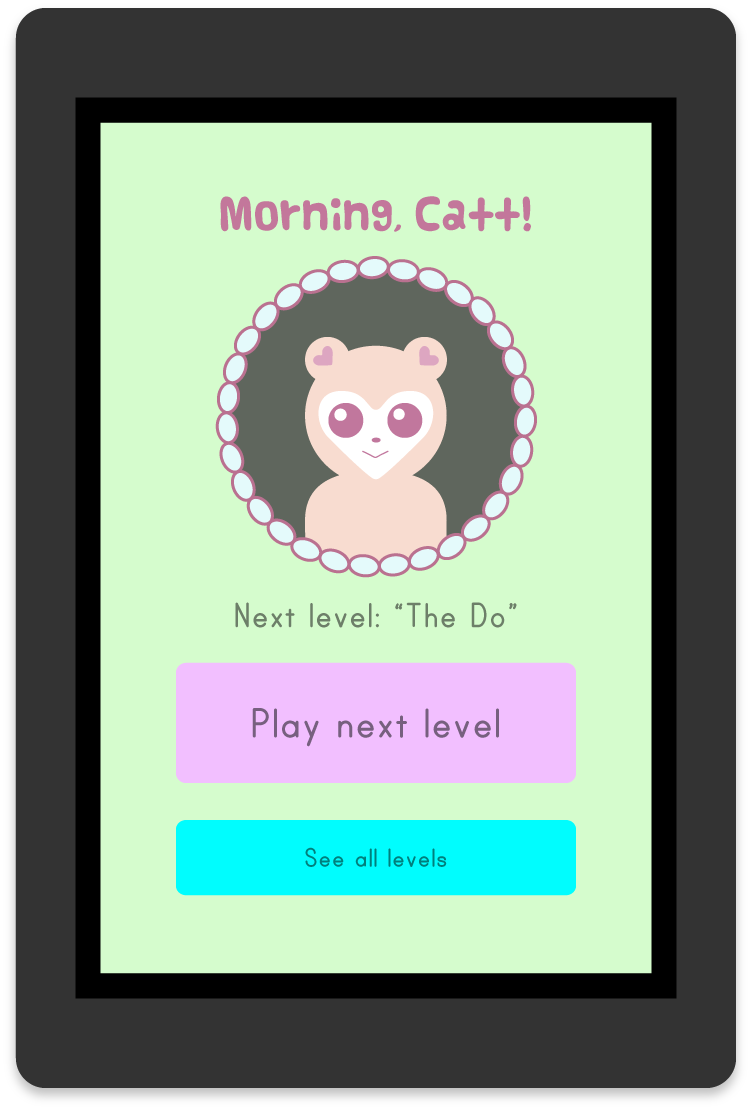 Morning, Catt!
Next level: “The Do”
Play next level
See all levels